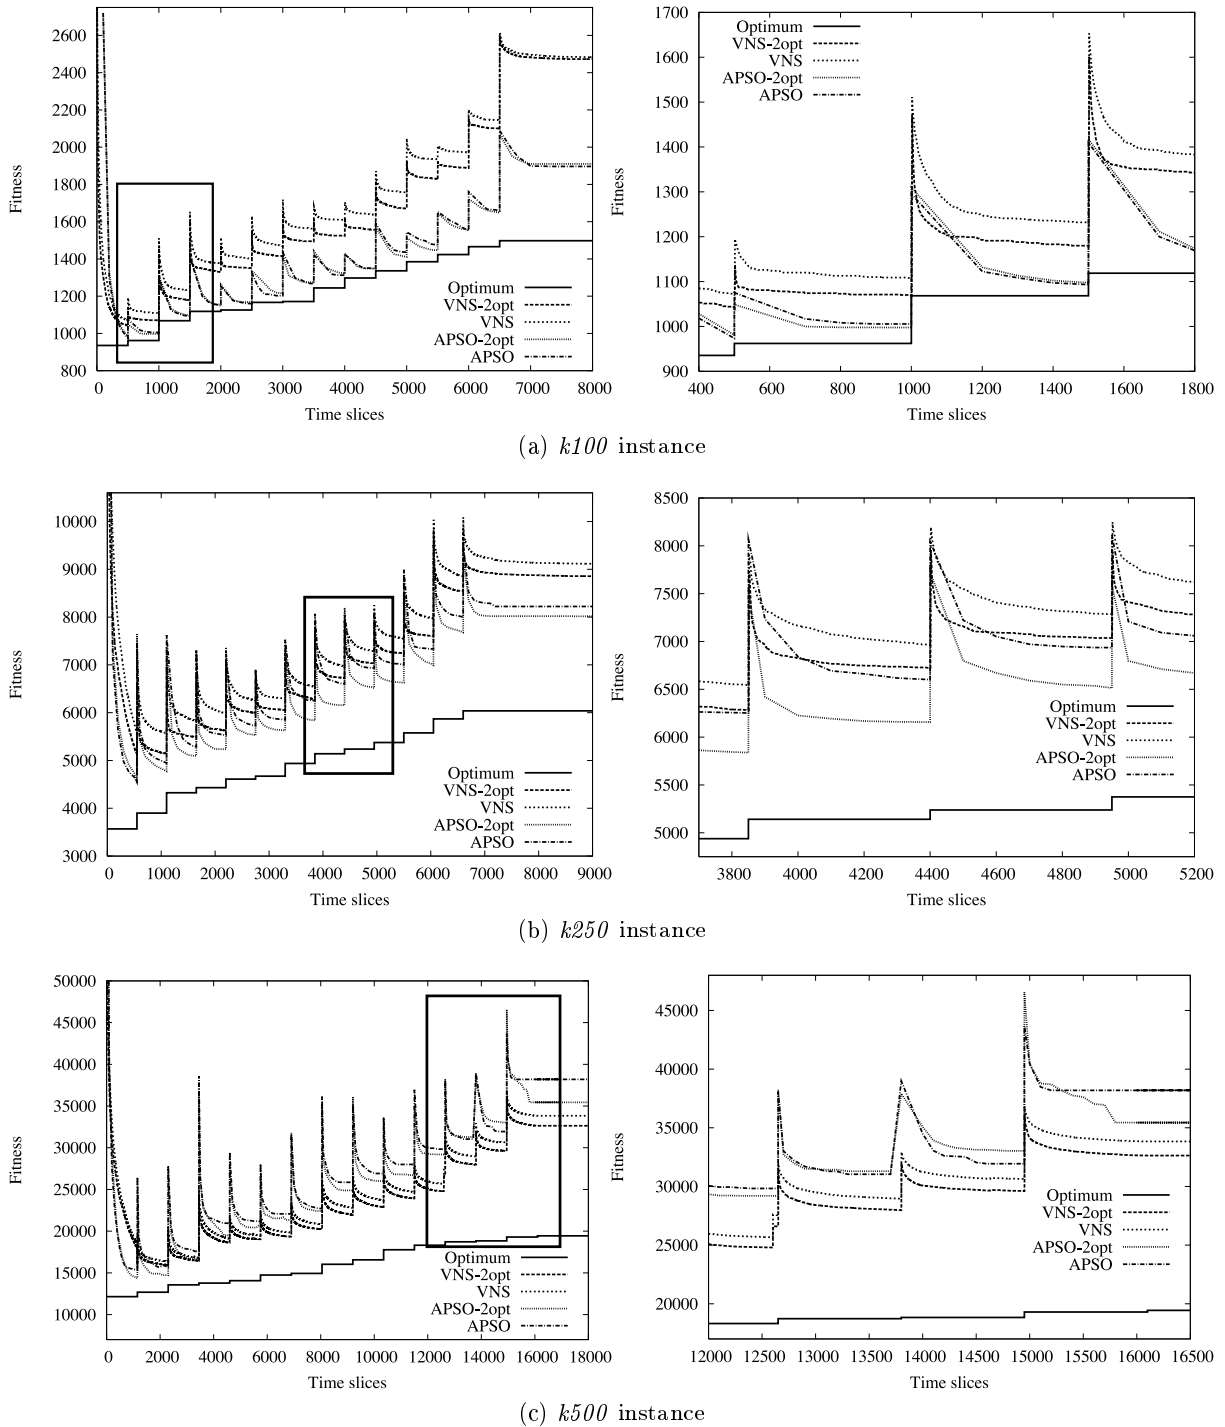 2600
2400
2200
2000
1800
1600
1400
1200
1000
800
Fitness
0 1000 2000 3000 4000 5000 6000 7000 8000
Time slices
Optimum
VNS-2opt
VNS
APSO-2opt
APSO
1700
1600
1500
1400
1300
1200
1100
1000
900
Fitness
400 600 800 1000 1200 1400 1600 1800
Time slices
Optimum
VNS-2opt
VNS
APSO-2opt
APSO
(a) k100 instance
10000
9000
8000
7000
6000
5000
4000
3000
Fitness
0 1000 2000 3000 4000 5000 6000 7000 8000 9000
Time slices
Optimum
VNS-2opt
VNS
APSO-2opt
APSO
8500
8000
7500
7000
6500
6000
5500
5000
Fitness
3800 4000 4200 4400 4600 4800 5000 5200
Time slices
Optimum
VNS-2opt
VNS
APSO-2opt
APSO
(b) k250 instance
50000
45000
40000
35000
30000
25000
20000
15000
10000
Fitness
0 2000 4000 6000 8000 10000 12000 14000 16000 18000
Time slices
Optimum
VNS-2opt
VNS
APSO-2opt
APSO
45000
40000
35000
30000
25000
20000
Fitness
12000 12500 13000 13500 14000 14500 15000 15500 16000 16500
Time slices
Optimum
VNS-2opt
VNS
APSO-2opt
APSO
(c) k500 instance